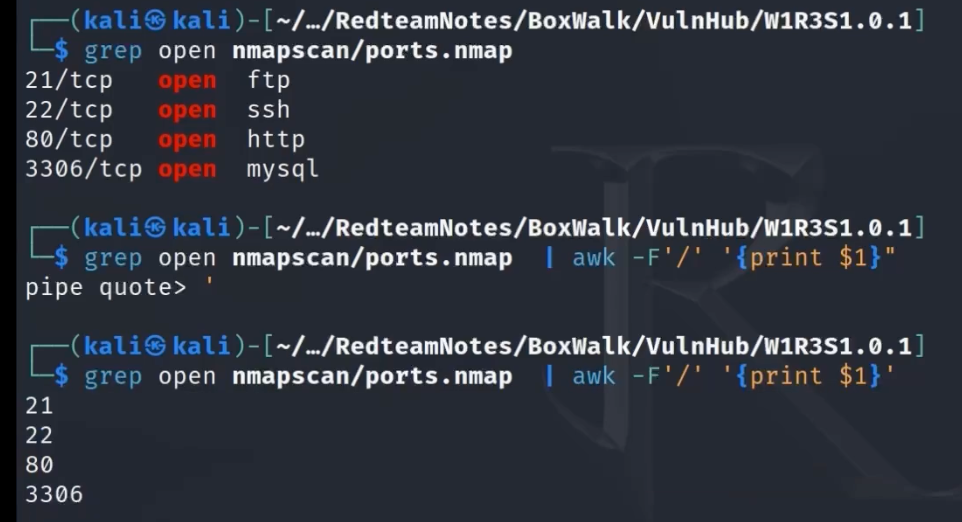 ┌──(kali㉿kali)-[~/…/RedteamNotes/BoxWalk/VulnHub/W1R3S1.0.1]
└─$ grep open nmapscan/ports.nmap
21/tcp   open  ftp
22/tcp   open  ssh
80/tcp   open  http
3306/tcp open  mysql
┌──(kali㉿kali)-[~/…/RedteamNotes/BoxWalk/VulnHub/W1R3S1.0.1]
└─$ grep open nmapscan/ports.nmap  | awk -F'/' '{print $1}"
pipe quote> '
┌──(kali㉿kali)-[~/…/RedteamNotes/BoxWalk/VulnHub/W1R3S1.0.1]
└─$ grep open nmapscan/ports.nmap  | awk -F'/' '{print $1}'
21
22
80
3306